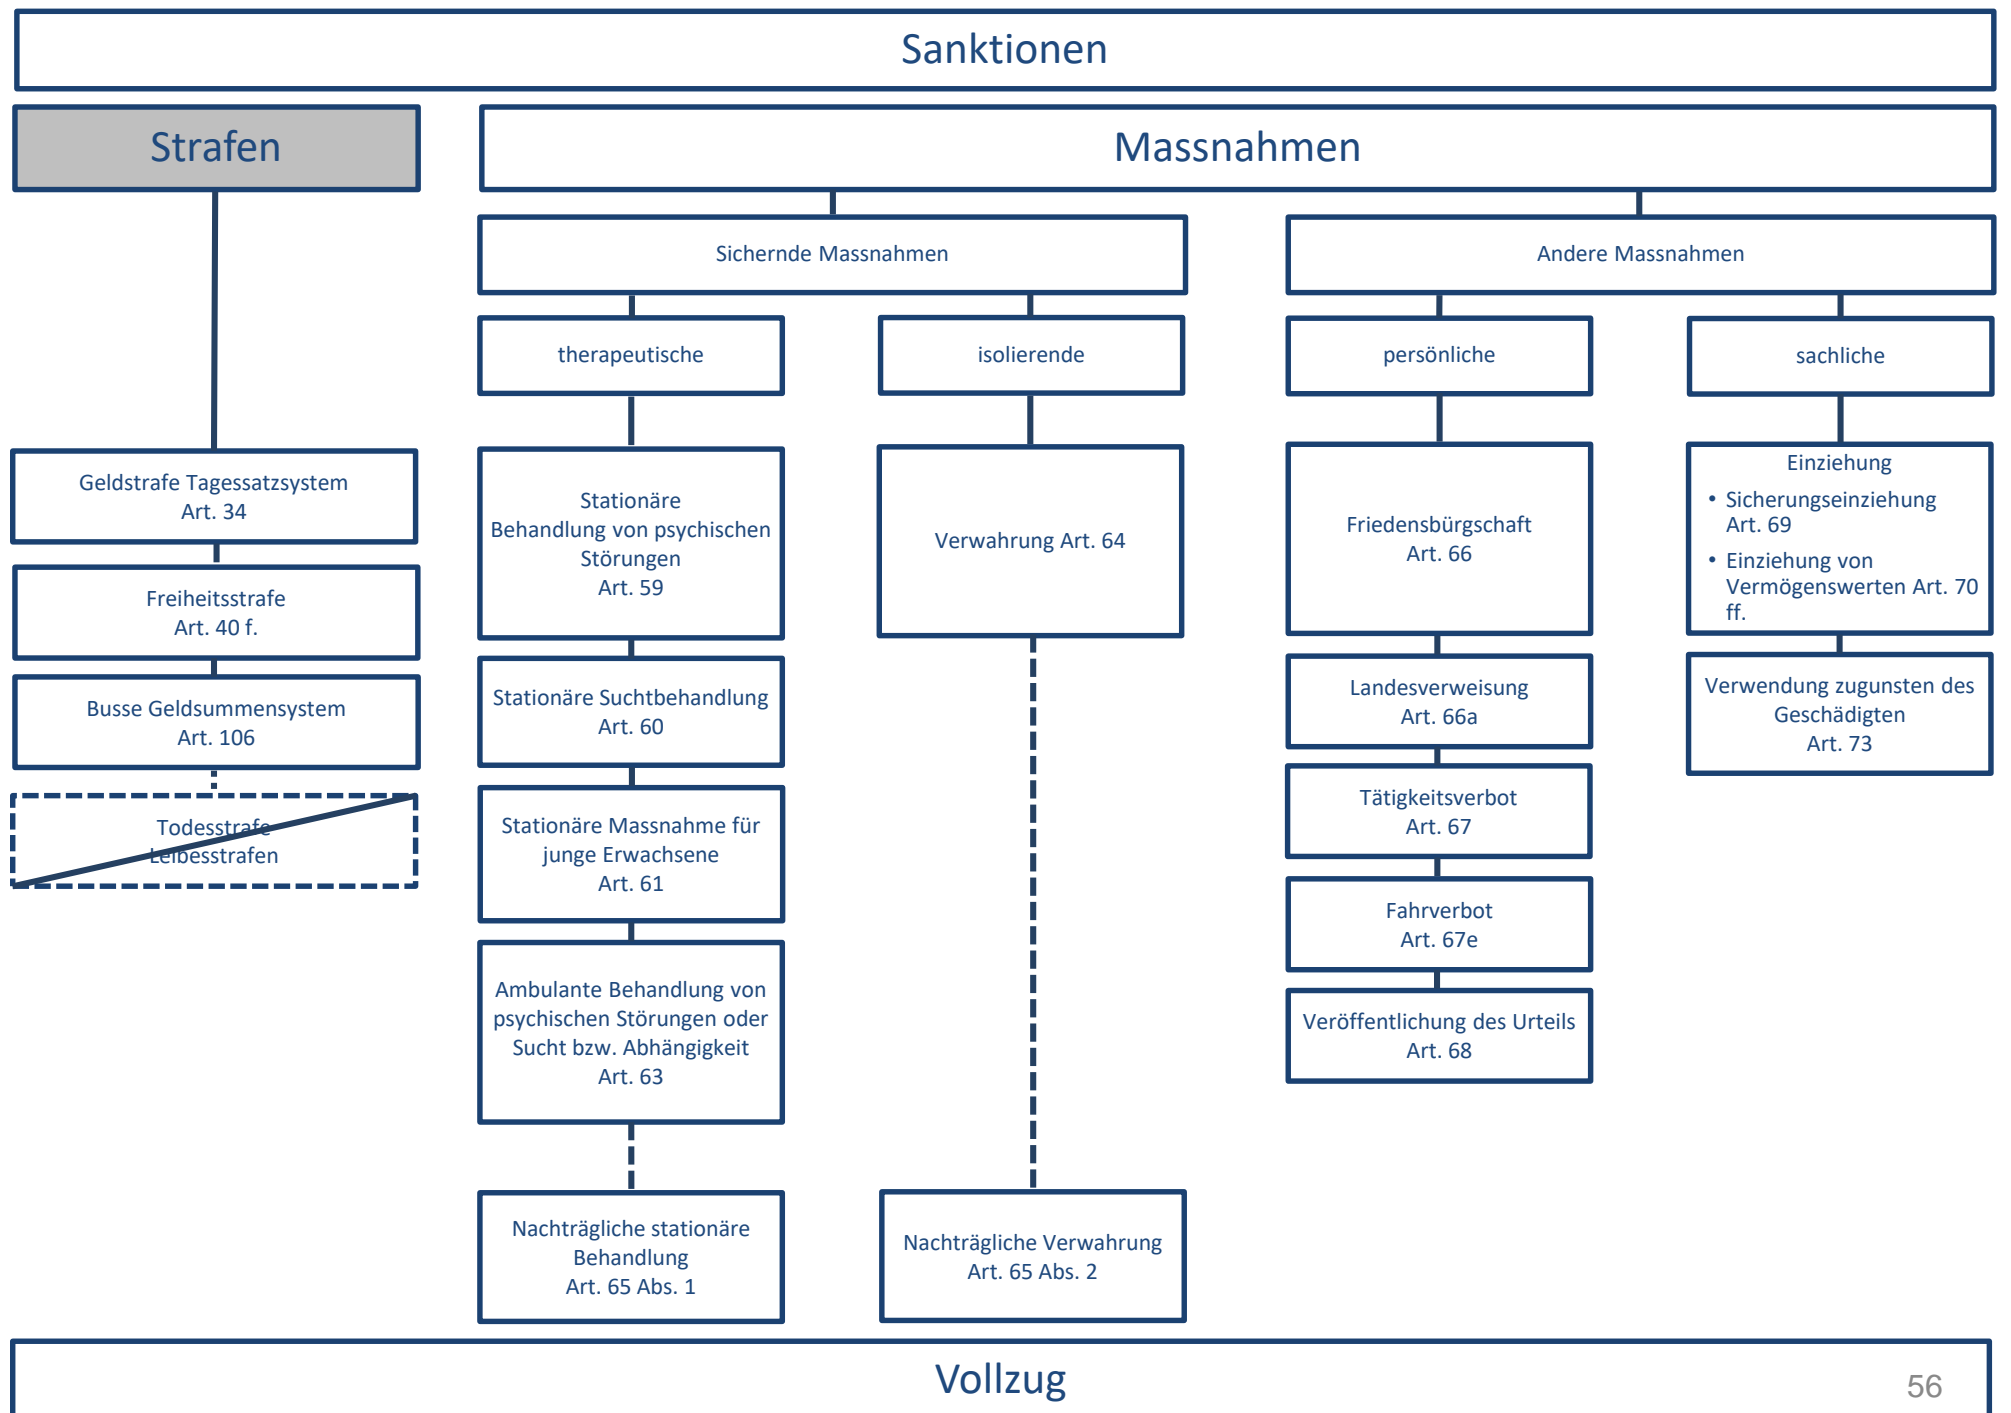 Sanktionen
Strafen
Massnahmen
Sichernde Massnahmen
Andere Massnahmen
therapeutische
isolierende
persönliche
sachliche
Geldstrafe Tagessatzsystem
Art. 34
Freiheitsstrafe
Art. 40 f.
Busse Geldsummensystem
Art. 106
Todesstrafe
Leibesstrafen
Stationäre
Behandlung von psychischen
Störungen
Art. 59
Stationäre Suchtbehandlung
Art. 60
Stationäre Massnahme für
junge Erwachsene
Art. 61
Ambulante Behandlung von
psychischen Störungen oder
Sucht bzw. Abhängigkeit
Art. 63
Nachträgliche stationäre
Behandlung
Art. 65 Abs. 1
Verwahrung Art. 64
Nachträgliche Verwahrung
Art. 65 Abs. 2
Friedensbürgschaft
Art. 66
Landesverweisung
Art. 66a
Tätigkeitsverbot
Art. 67
Fahrverbot
Art. 67e
Veröffentlichung des Urteils
Art. 68
Einziehung
• Sicherungseinziehung
Art. 69
• Einziehung von
Vermögenswerten Art. 70
ff.
Verwendung zugunsten des
Geschädigten
Art. 73
Vollzug
56